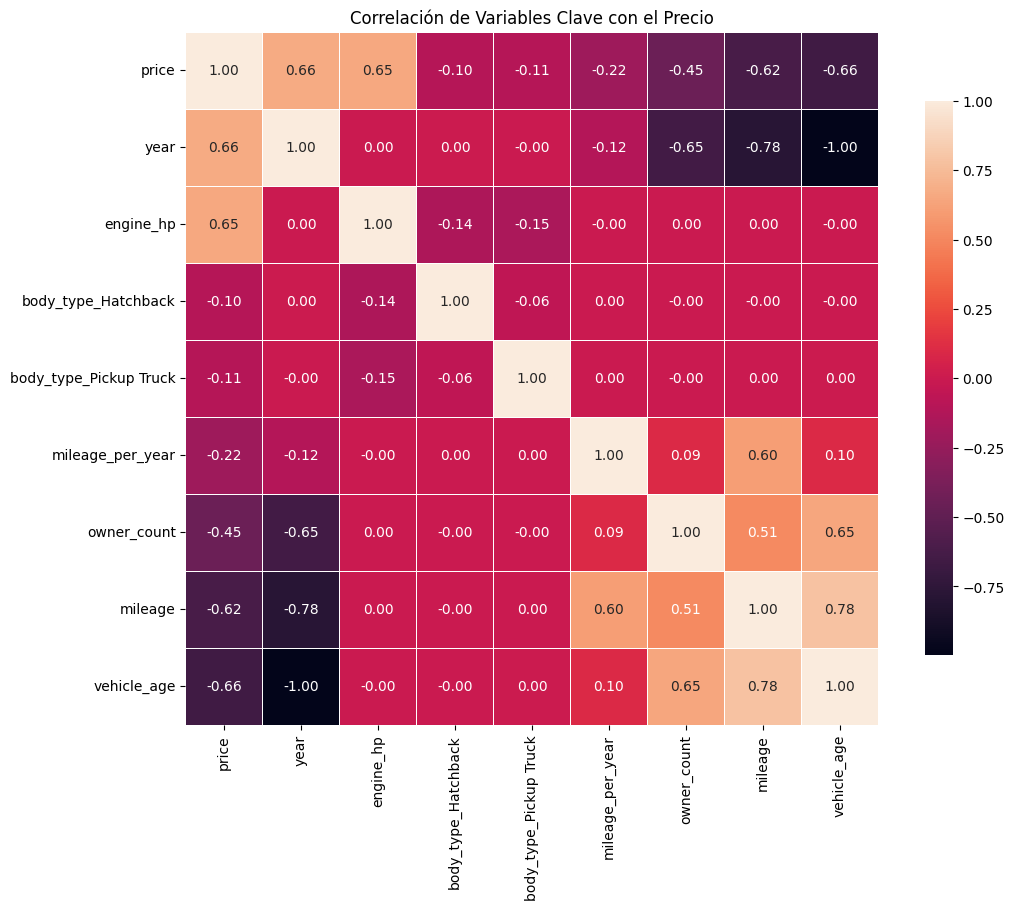 Correlación de Variables Clave con el Precio
price 1.00 0.66 0.65 -0.10 -0.11 -0.22 -0.45 -0.62 -0.66
year 0.66 1.00 0.00 0.00 -0.00 -0.12 -0.65 -0.78 -1.00
engine_hp 0.65 0.00 1.00 -0.14 -0.15 -0.00 0.00 0.00 -0.00
body_type_Hatchback -0.10 0.00 -0.14 1.00 -0.06 0.00 -0.00 -0.00 -0.00
body_type_Pickup Truck -0.11 -0.00 -0.15 -0.06 1.00 0.00 -0.00 0.00 0.00
mileage_per_year -0.22 -0.12 -0.00 0.00 0.00 1.00 0.09 0.60 0.10
owner_count -0.45 -0.65 0.00 -0.00 -0.00 0.09 1.00 0.51 0.65
mileage -0.62 -0.78 0.00 -0.00 0.00 0.60 0.51 1.00 0.78
vehicle_age -0.66 -1.00 -0.00 -0.00 0.00 0.10 0.65 0.78 1.00
price
year
engine_hp
body_type_Hatchback
body_type_Pickup Truck
mileage_per_year
owner_count
mileage
vehicle_age
1.00
0.75
0.50
0.25
0.00
−0.25
−0.50
−0.75